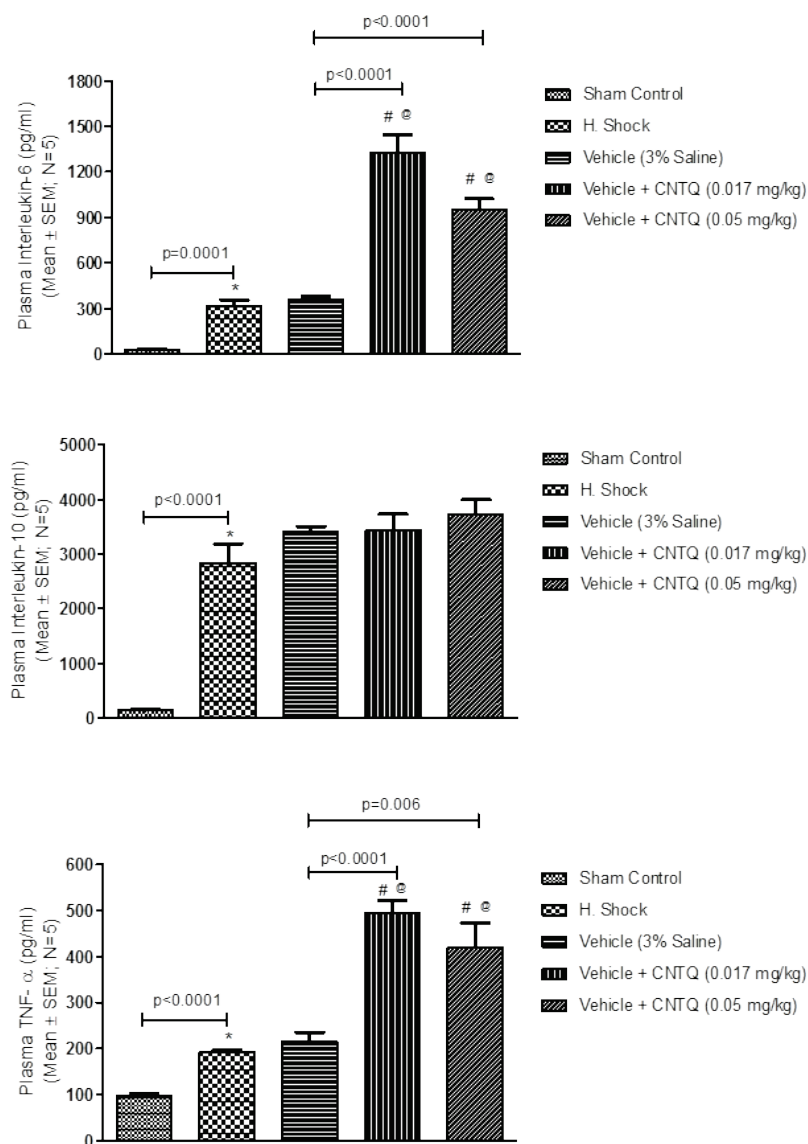 p<0.0001
p<0.0001
1800
1500
1200
900
600
300
0
Plasma Interleukin-6 (pg/ml)
(Mean ± SEM; N=5)
# @
# @
p=0.0001
*
Sham Control
H. Shock
Vehicle (3% Saline)
Vehicle + CNTQ (0.017 mg/kg)
Vehicle + CNTQ (0.05 mg/kg)
5000
4000
3000
2000
1000
0
Plasma Interleukin-10 (pg/ml)
(Mean ± SEM; N=5)
p<0.0001
*
Sham Control
H. Shock
Vehicle (3% Saline)
Vehicle + CNTQ (0.017 mg/kg)
Vehicle + CNTQ (0.05 mg/kg)
p=0.006
p<0.0001
600
500
400
300
200
100
0
Plasma TNF- α (pg/ml)
(Mean ± SEM; N=5)
# @
# @
p<0.0001
*
Sham Control
H. Shock
Vehicle (3% Saline)
Vehicle + CNTQ (0.017 mg/kg)
Vehicle + CNTQ (0.05 mg/kg)